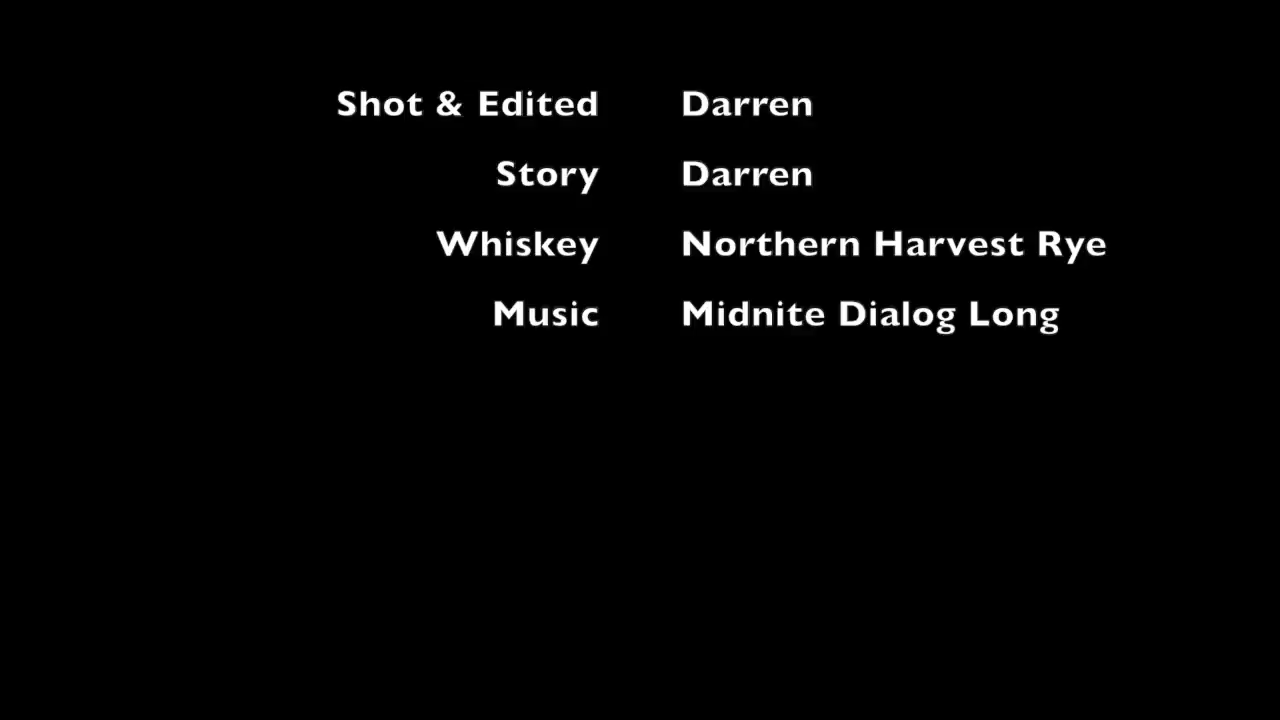 Shot & Edited Darren
Story Darren
Whiskey Northern Harvest Rye
Music Midnite Dialog Long